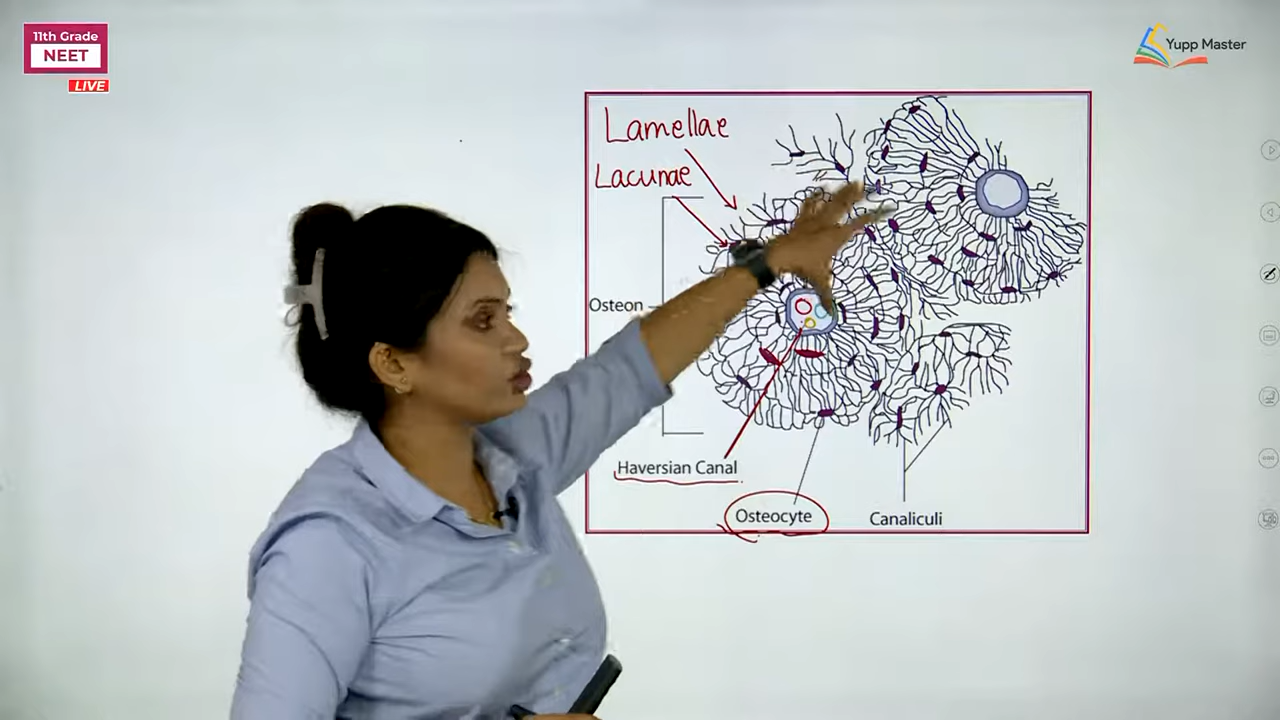 11th Grade
NEET
LIVE
Yupp Master
Lamellae
Lacunae
Osteon
Haversian Canal
Osteocyte
Canaliculi